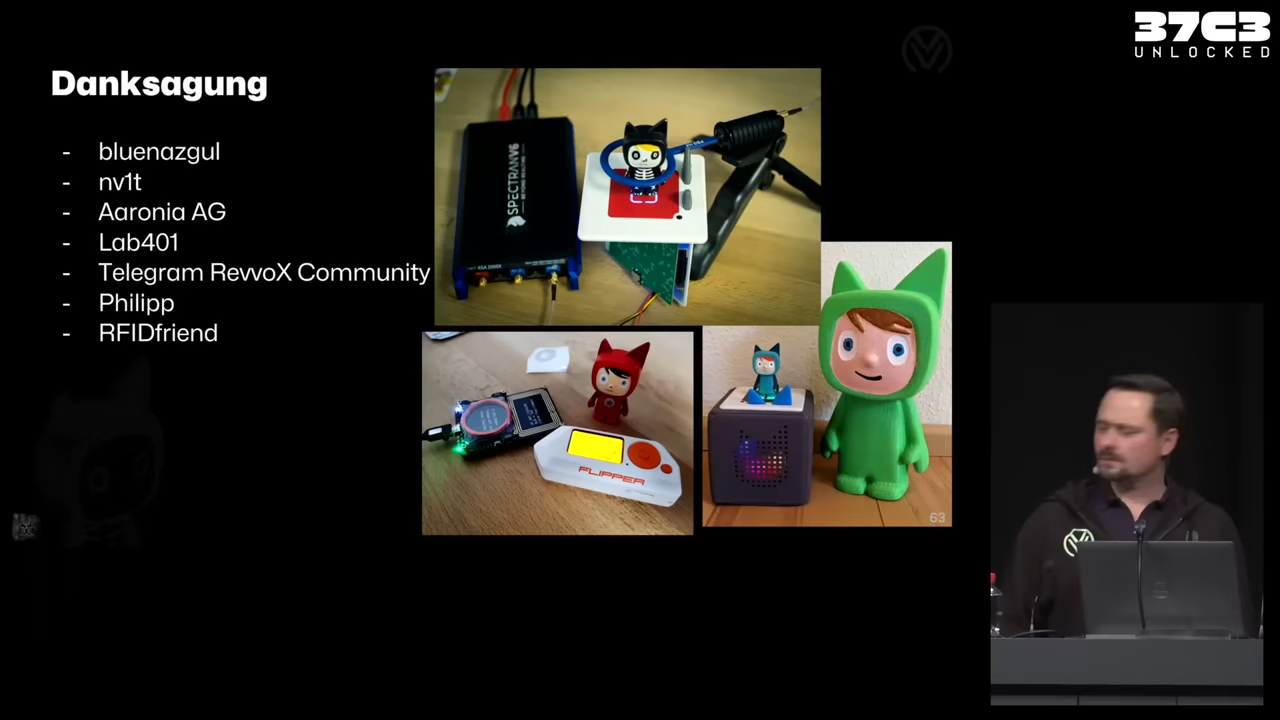 37C3
UNLOCKED
Danksagung
- bluenazgul
- nv1t
- Aaronia AG
- Lab401
- Telegram RevvoX Community
- Philipp
- RFIDfriend
SPECTRAN V6
FLIPPER
63